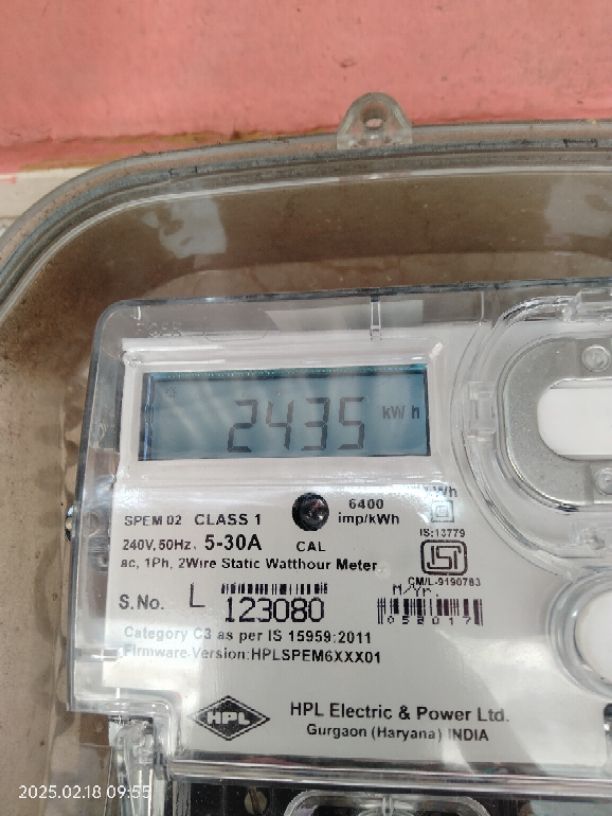 2435 kWh
SPEM 02 CLASS 1
6400
imp/kWh
kWh
240V, 50Hz, 5-30A
CAL
IS:13779
ac, 1Ph, 2Wire Static Watthour Meter
CM/L-9190783
M/Yr.
S.No. L 123080
052017
Category C3 as per IS 15959:2011
Firmware Version:HPLSPEM6XXX01
HPL
HPL Electric & Power Ltd.
Gurgaon (Haryana) INDIA
2025.02.18 09:55